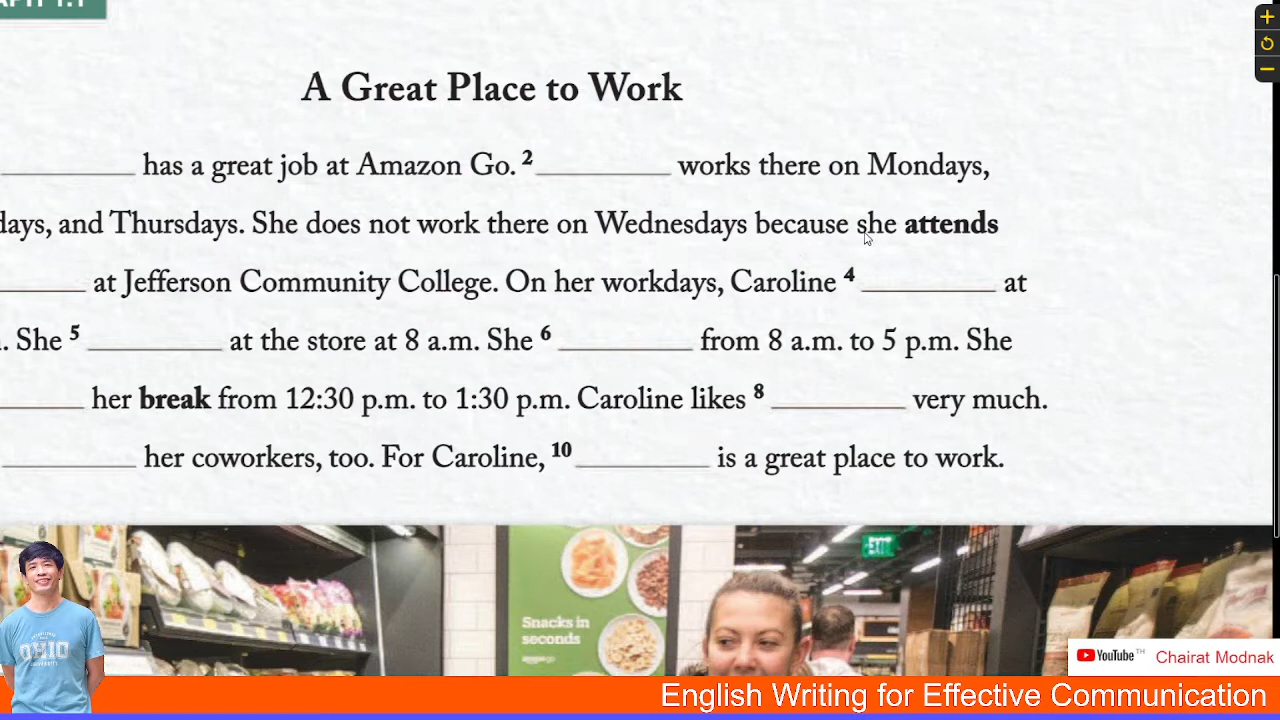 A Great Place to Work
has a great job at Amazon Go. 2 __________ works there on Mondays,
days, and Thursdays. She does not work there on Wednesdays because she attends
__________ at Jefferson Community College. On her workdays, Caroline 4 __________ at
. She 5 __________ at the store at 8 a.m. She 6 __________ from 8 a.m. to 5 p.m. She
__________ her break from 12:30 p.m. to 1:30 p.m. Caroline likes 8 __________ very much.
__________ her coworkers, too. For Caroline, 10 __________ is a great place to work.
EXIT
Snacks in
seconds
OHIO
UNIVERSITY
YouTube TH Chairat Modnak
English Writing for Effective Communication